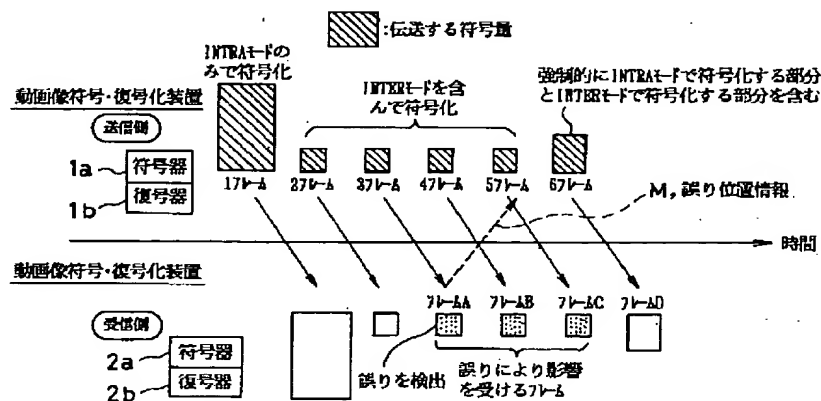 :伝送する符号量
INTRAモードの
みで符号化
INTERモードを含
んで符号化
強制的にINTRAモードで符号化する部分
とINTERモードで符号化する部分を含む
動画像符号・復号化装置
送信側
1a
符号器
1b
復号器
1フレーム
2フレーム
3フレーム
4フレーム
5フレーム
6フレーム
M,誤り位置情報
時間
動画像符号・復号化装置
受信側
フレームA
フレームB
フレームC
フレームD
2a
符号器
2b
復号器
誤りを検出
誤りにより影響
を受けるフレーム